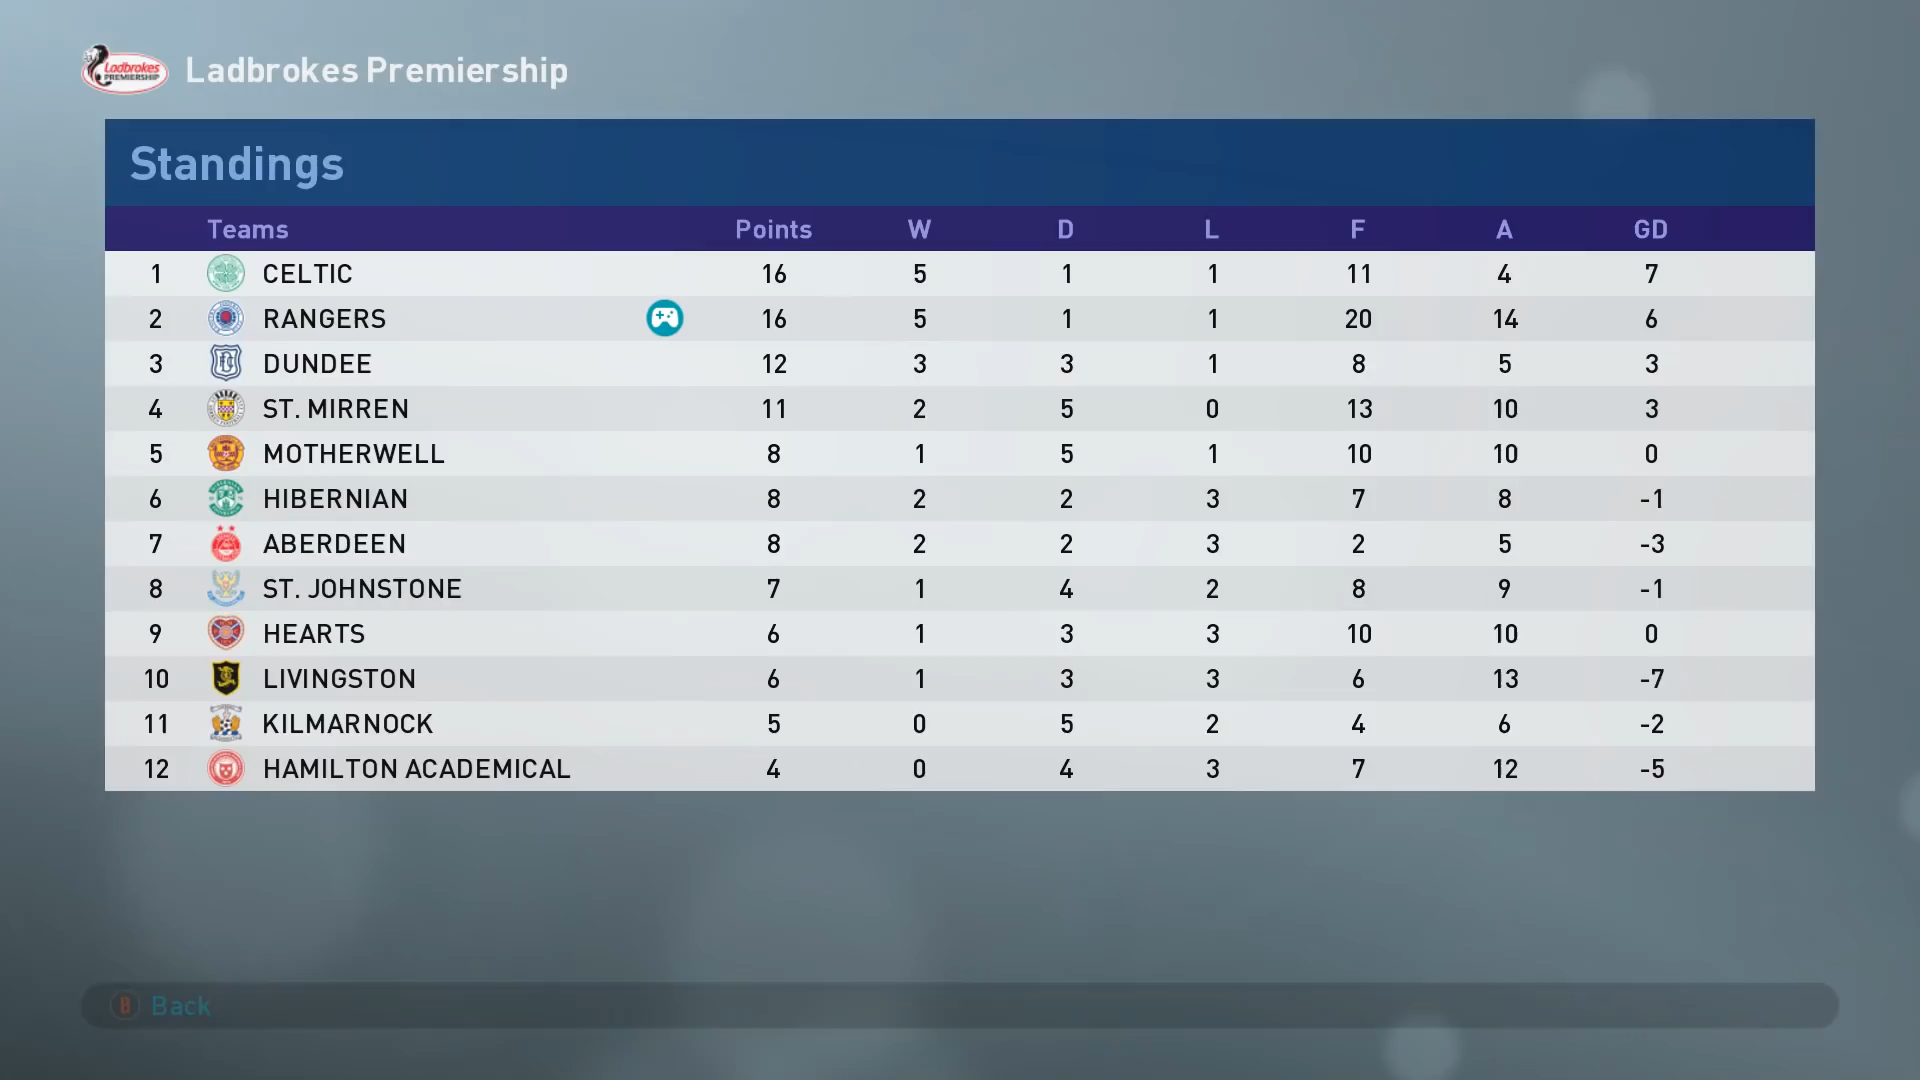 Ladbrokes PREMIERSHIP Ladbrokes Premiership
Standings
Teams Points W D L F A GD
1 CELTIC 16 5 1 1 11 4 7
2 RANGERS 16 5 1 1 20 14 6
3 DUNDEE 12 3 3 1 8 5 3
4 ST. MIRREN 11 2 5 0 13 10 3
5 MOTHERWELL 8 1 5 1 10 10 0
6 HIBERNIAN 8 2 2 3 7 8 -1
7 ABERDEEN 8 2 2 3 2 5 -3
8 ST. JOHNSTONE 7 1 4 2 8 9 -1
9 HEARTS 6 1 3 3 10 10 0
10 LIVINGSTON 6 1 3 3 6 13 -7
11 KILMARNOCK 5 0 5 2 4 6 -2
12 HAMILTON ACADEMICAL 4 0 4 3 7 12 -5
B Back